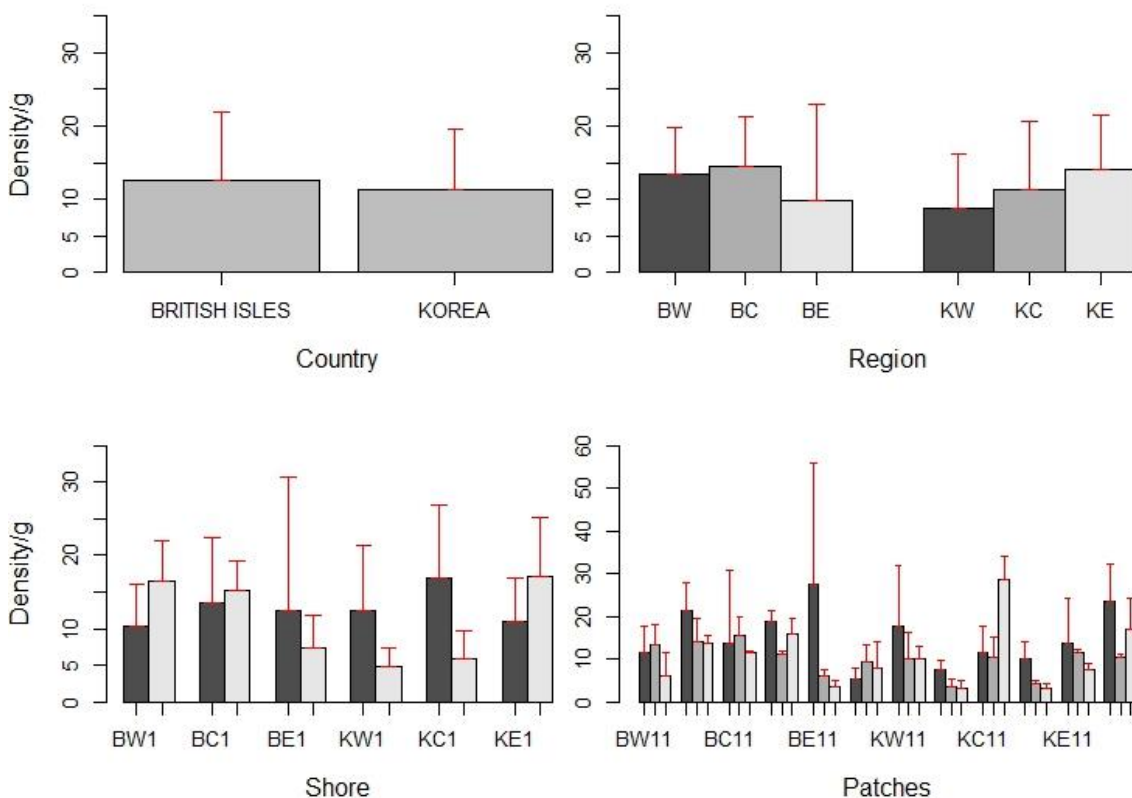 Density/g
0 5 10 20 30
BRITISH ISLES KOREA
Country
0 5 10 20 30
BW BC BE KW KC KE
Region
Density/g
0 5 10 20 30
BW1 BC1 BE1 KW1 KC1 KE1
Shore
0 10 20 30 40 50 60
BW11 BC11 BE11 KW11 KC11 KE11
Patches